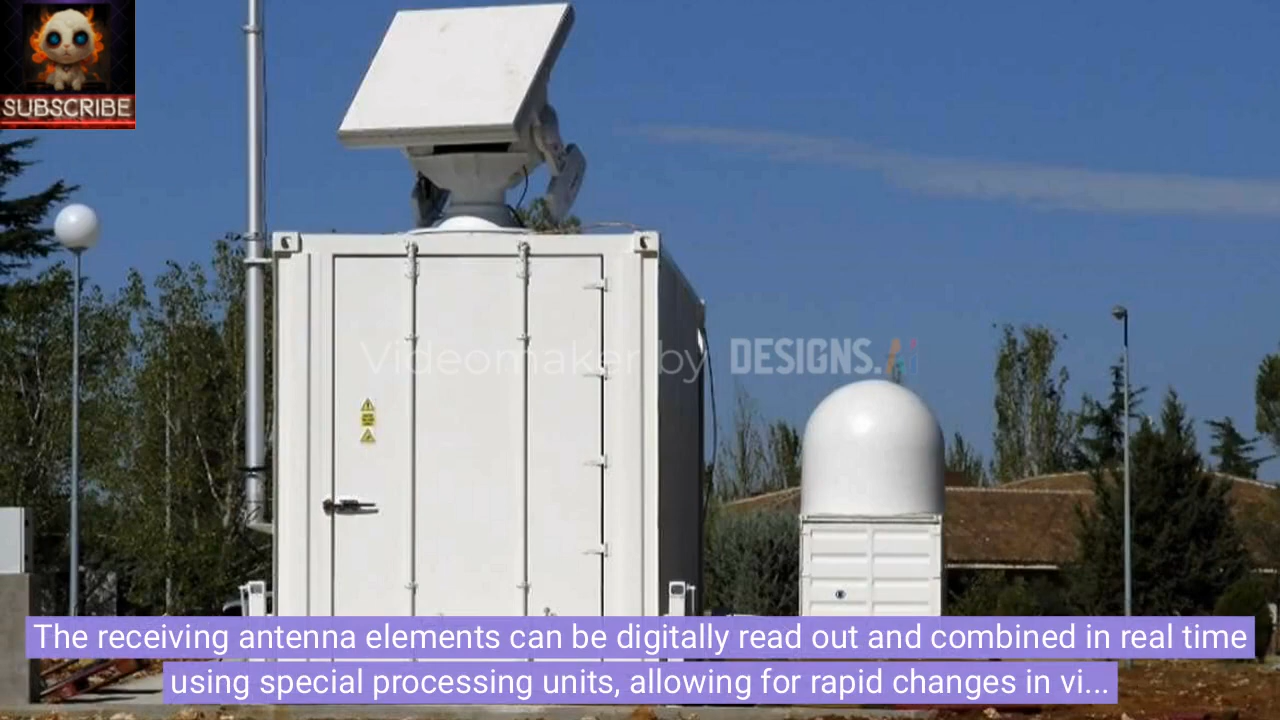 SUBSCRIBE
Videomaker by DESIGNS.Ai
The receiving antenna elements can be digitally read out and combined in real time
using special processing units, allowing for rapid changes in vi...